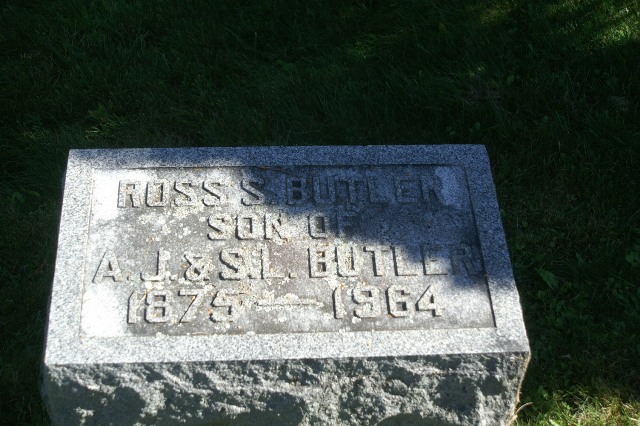 ROSS S. BUTLER
SON OF
A. J. & S. L. BUTLER
1875 — 1964